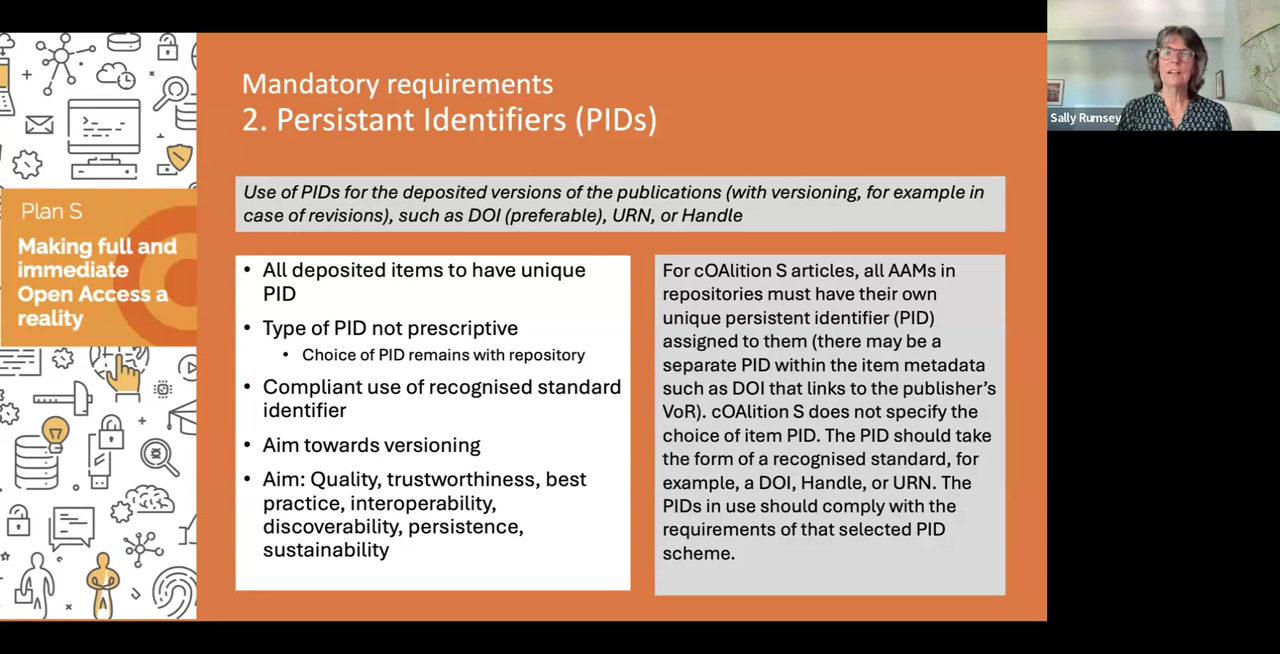 Mandatory requirements
2. Persistant Identifiers (PIDs)
Use of PIDs for the deposited versions of the publications (with versioning, for example in
case of revisions), such as DOI (preferable), URN, or Handle
• All deposited items to have unique
PID
• Type of PID not prescriptive
• Choice of PID remains with repository
• Compliant use of recognised standard
identifier
• Aim towards versioning
• Aim: Quality, trustworthiness, best
practice, interoperability,
discoverability, persistence,
sustainability
For cOAlition S articles, all AAMs in
repositories must have their own
unique persistent identifier (PID)
assigned to them (there may be a
separate PID within the item metadata
such as DOI that links to the publisher’s
VoR). cOAlition S does not specify the
choice of item PID. The PID should take
the form of a recognised standard, for
example, a DOI, Handle, or URN. The
PIDs in use should comply with the
requirements of that selected PID
scheme.
Plan S
Making full and
immediate
Open Access a
reality
Sally Rumsey